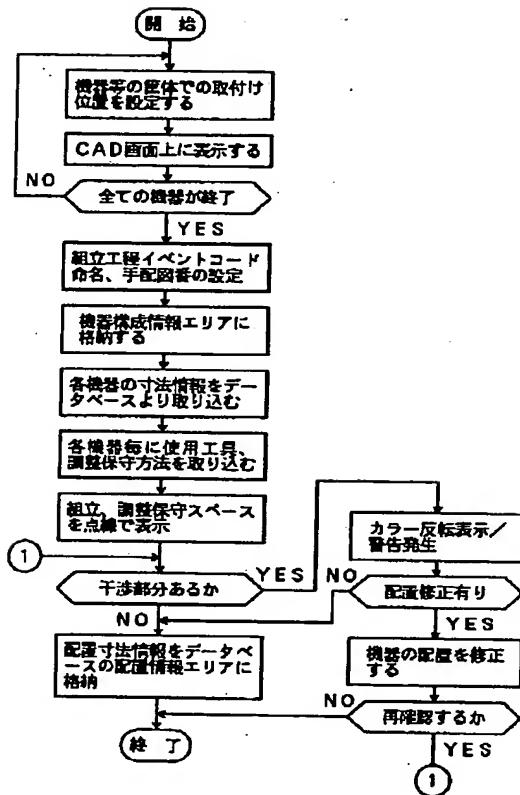 開 始
機器等の筐体での取付け
位置を設定する
CAD画面上に表示する
NO
全ての機器が終了
YES
組立工程イベントコード
命名、手配図番の設定
機器構成情報エリアに
格納する
各機器の寸法情報をデータ
ベースより取り込む
各機器毎に使用工具、
調整保守方法を取り込む
組立、調整保守スペース
を点線で表示
1
干渉部分あるか
YES
NO
カラー反転表示/
警告発生
NO
配置修正有り
YES
配置寸法情報をデータベ
ースの配置情報エリアに
格納
機器の配置を修正
する
NO
再確認するか
YES
終 了
1